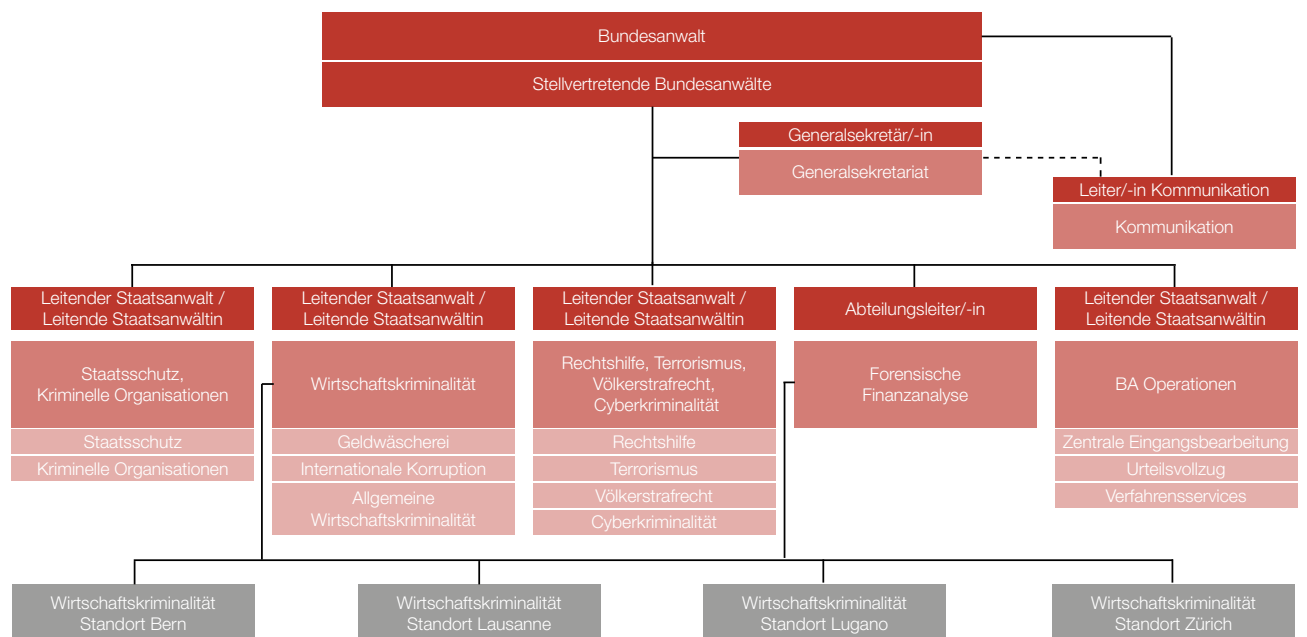 Bundesanwalt
Stellvertretende Bundesanwälte
Generalsekretär/-in
Generalsekretariat
Leiter/-in Kommunikation
Kommunikation
Leitender Staatsanwalt /
Leitende Staatsanwältin
Staatsschutz,
Kriminelle Organisationen
Staatsschutz
Kriminelle Organisationen
Leitender Staatsanwalt /
Leitende Staatsanwältin
Wirtschaftskriminalität
Geldwäscherei
Internationale Korruption
Allgemeine
Wirtschaftskriminalität
Leitender Staatsanwalt /
Leitende Staatsanwältin
Rechtshilfe, Terrorismus,
Völkerstrafrecht,
Cyberkriminalität
Rechtshilfe
Terrorismus
Völkerstrafrecht
Cyberkriminalität
Abteilungsleiter/-in
Forensische
Finanzanalyse
Leitender Staatsanwalt /
Leitende Staatsanwältin
BA Operationen
Zentrale Eingangsbearbeitung
Urteilsvollzug
Verfahrensservices
Wirtschaftskriminalität
Standort Bern
Wirtschaftskriminalität
Standort Lausanne
Wirtschaftskriminalität
Standort Lugano
Wirtschaftskriminalität
Standort Zürich